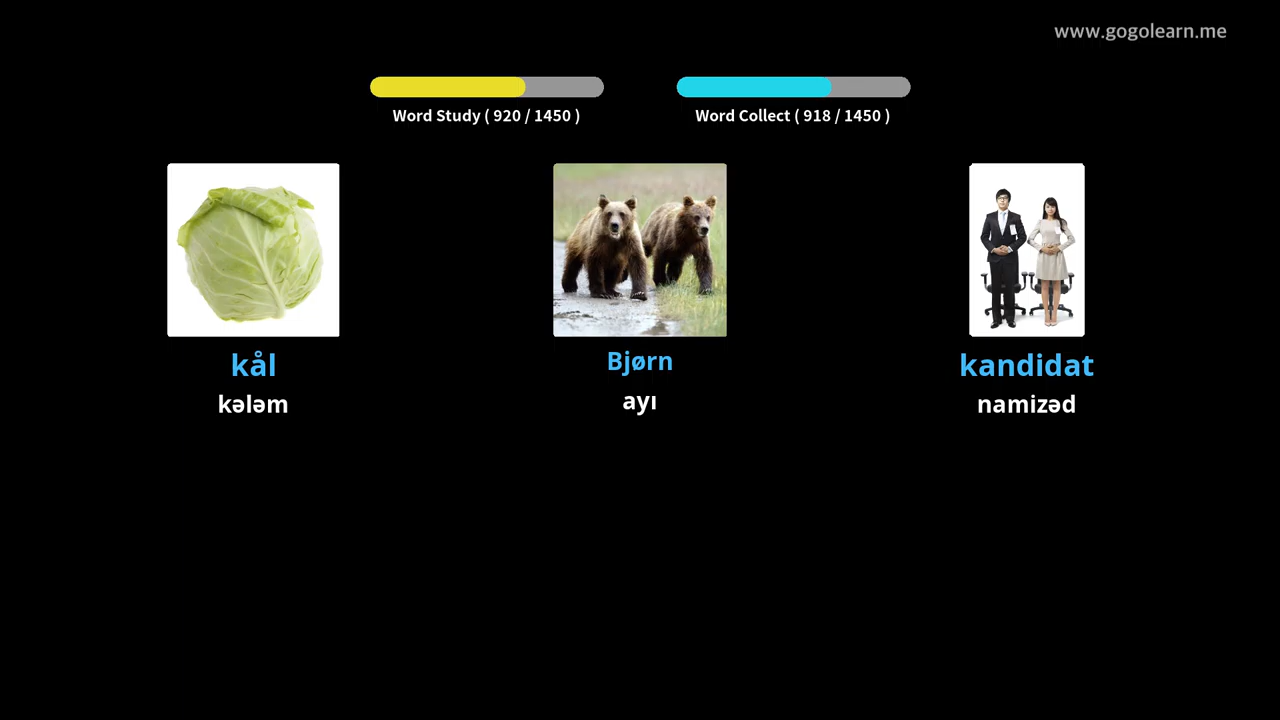 www.gogolearn.me
Word Study ( 920 / 1450 )
Word Collect ( 918 / 1450 )
kål
kələm
Bjørn
ayı
kandidat
namizəd